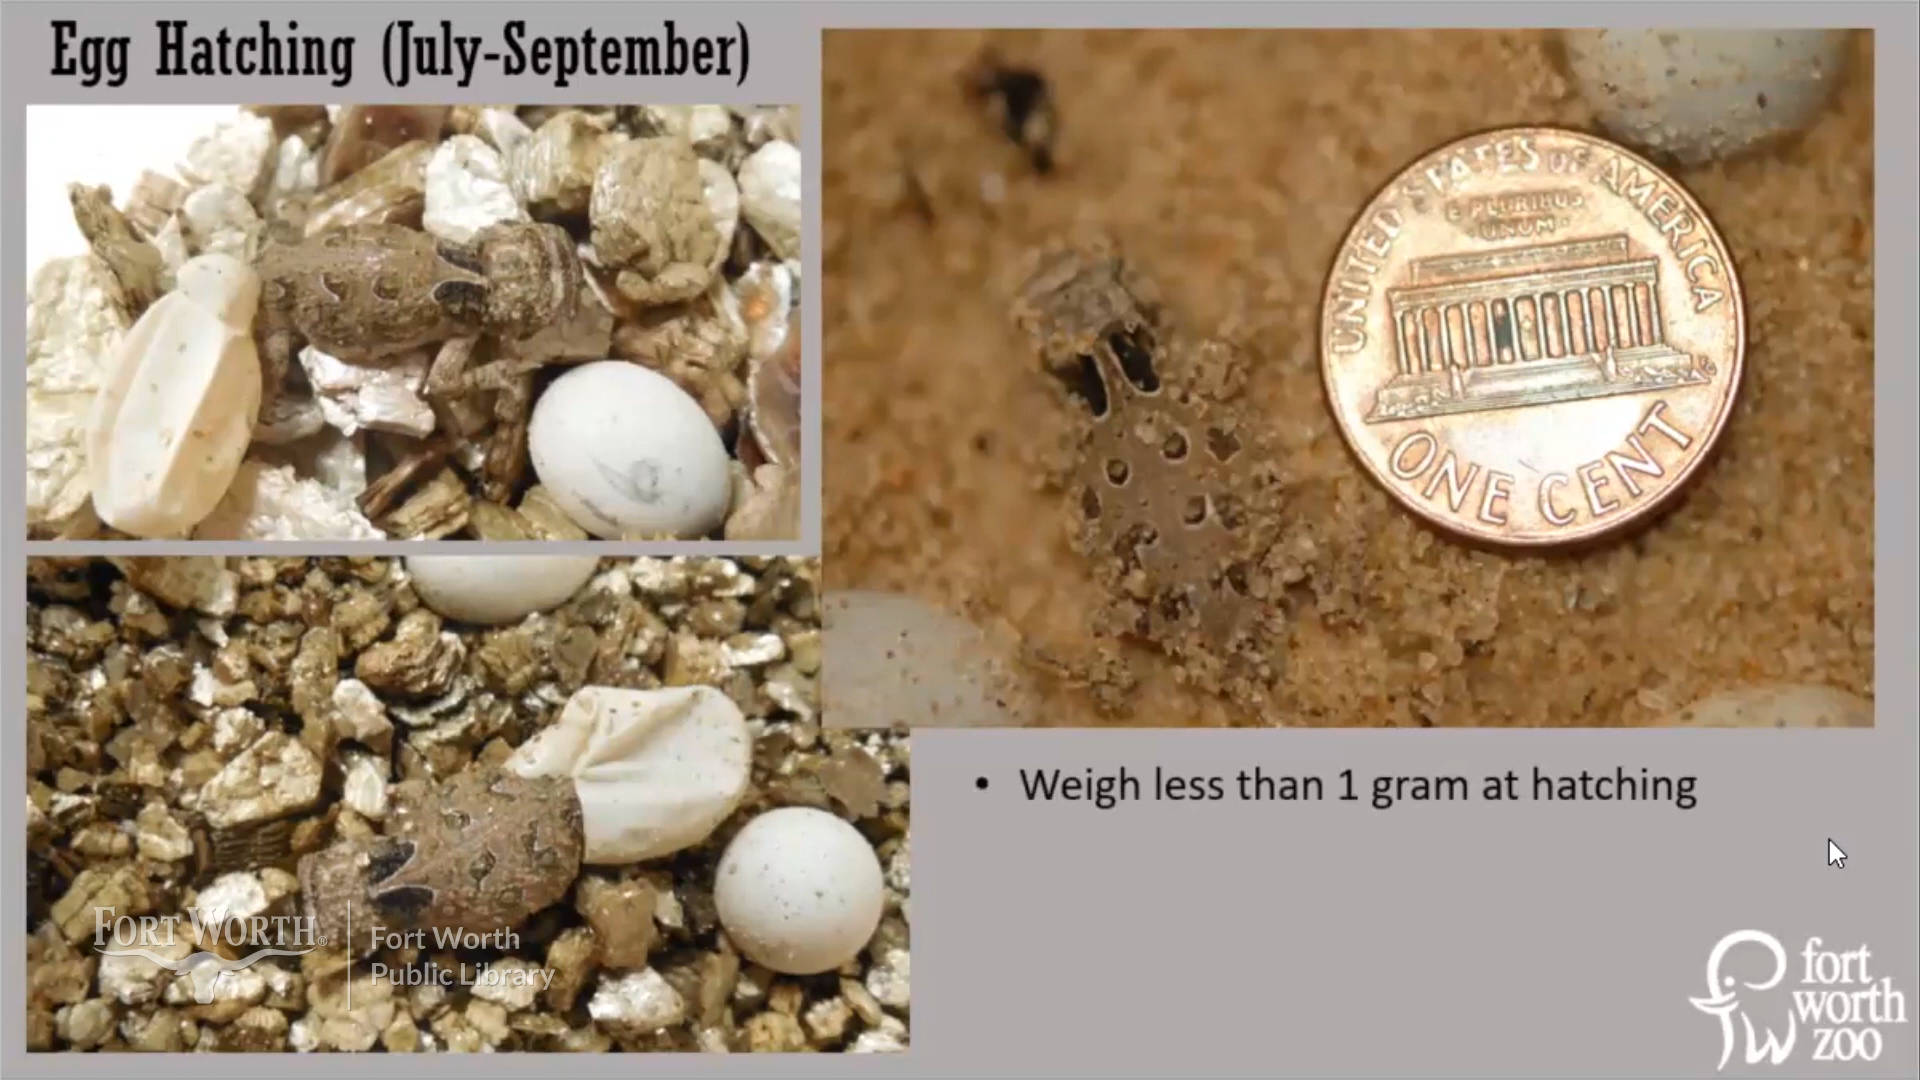 Egg Hatching (July-September)
UNITED STATES OF AMERICA
E PLURIBUS
UNUM
ONE CENT
• Weigh less than 1 gram at hatching
FORT WORTH®
Fort Worth
Public Library
fort
worth
zoo